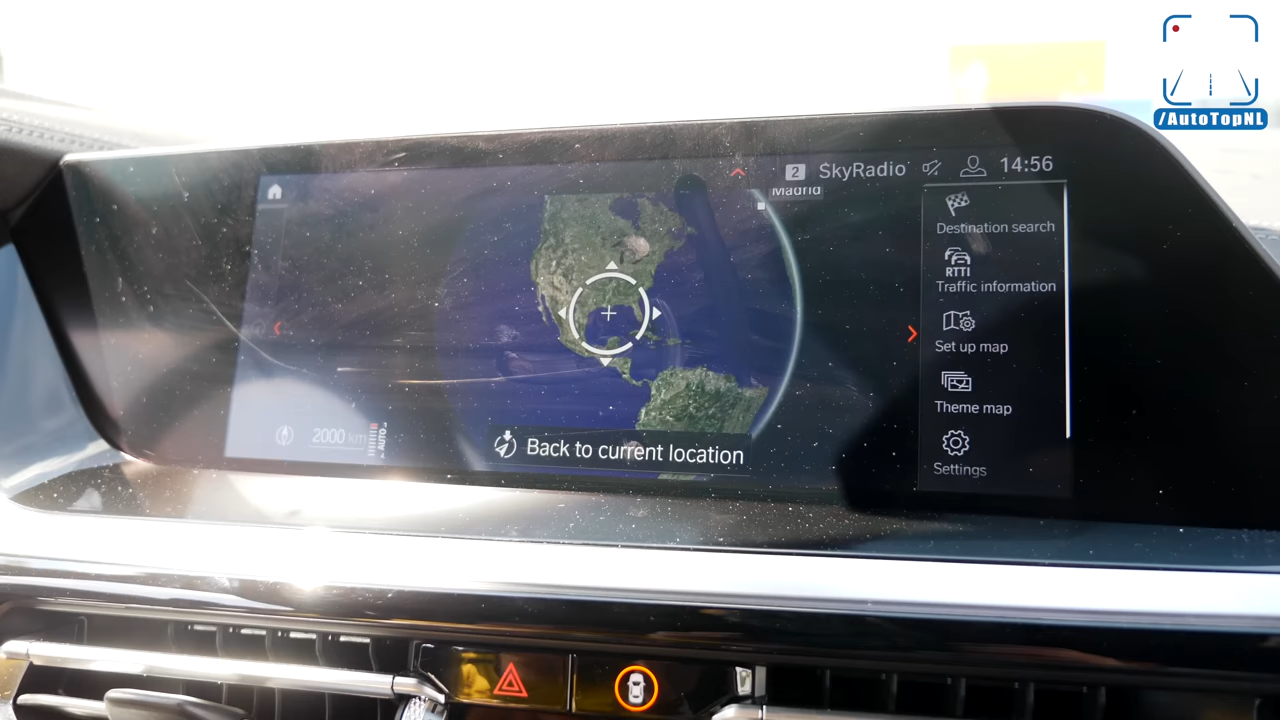 /AutoTopNL
2 SkyRadio 14:56
Madrid
Destination search
RTTI
Traffic information
Set up map
Theme map
Settings
2000 km
AUTO
Back to current location